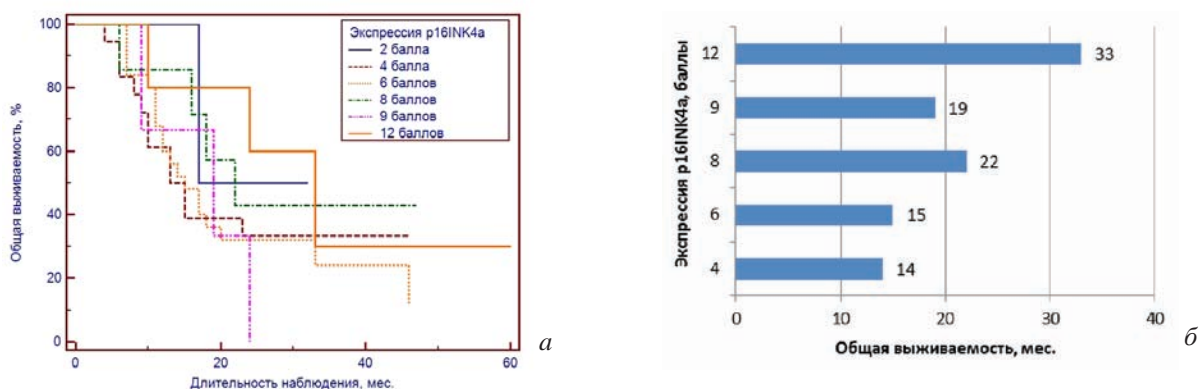 Общая выживаемость, %
100
80
60
40
20
0
Экспрессия p16INK4a
2 балла
4 балла
6 баллов
8 баллов
9 баллов
12 баллов
0 20 40 60
Длительность наблюдения, мес.
а
Экспрессия p16INK4a, баллы
12 33
9 19
8 22
6 15
4 14
0 10 20 30 40
Общая выживаемость, мес.
б